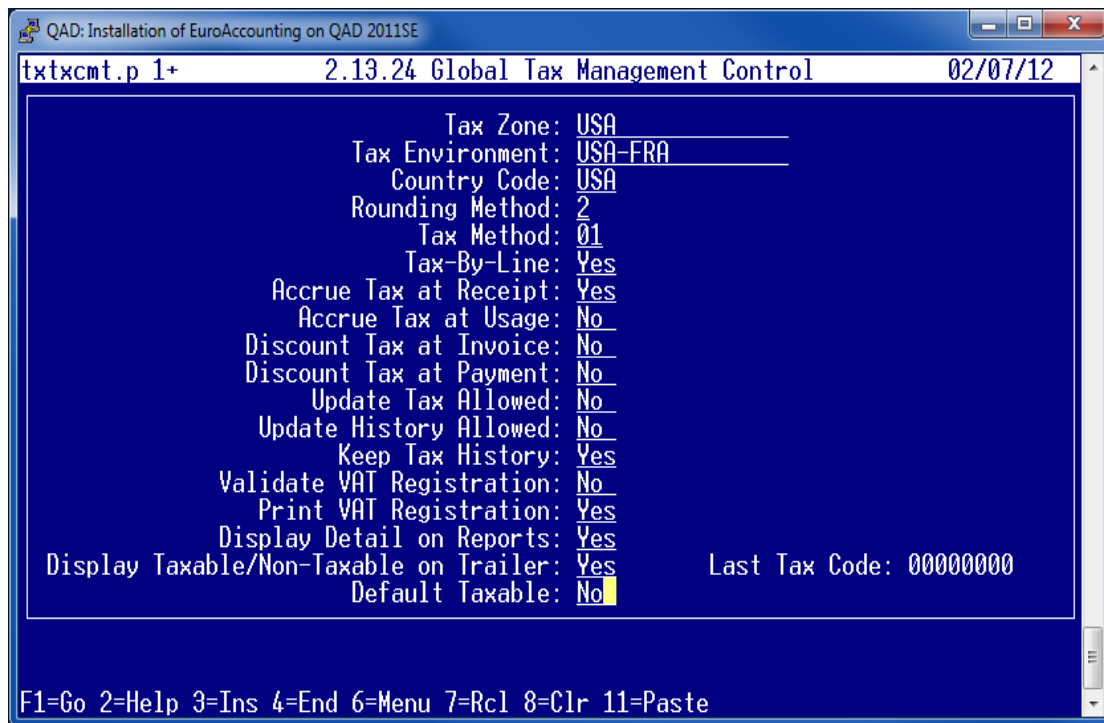 QAD: Installation of EuroAccounting on QAD 2011SE
txtxcmt.p 1+ 2.13.24 Global Tax Management Control 02/07/12
Tax Zone: USA
Tax Environment: USA-FRA
Country Code: USA
Rounding Method: 2
Tax Method: 01
Tax-By-Line: Yes
Accrue Tax at Receipt: Yes
Accrue Tax at Usage: No
Discount Tax at Invoice: No
Discount Tax at Payment: No
Update Tax Allowed: No
Update History Allowed: No
Keep Tax History: Yes
Validate VAT Registration: No
Print VAT Registration: Yes
Display Detail on Reports: Yes
Display Taxable/Non-Taxable on Trailer: Yes Last Tax Code: 00000000
Default Taxable: No
F1=Go 2=Help 3=Ins 4=End 6=Menu 7=Rcl 8=Clr 11=Paste